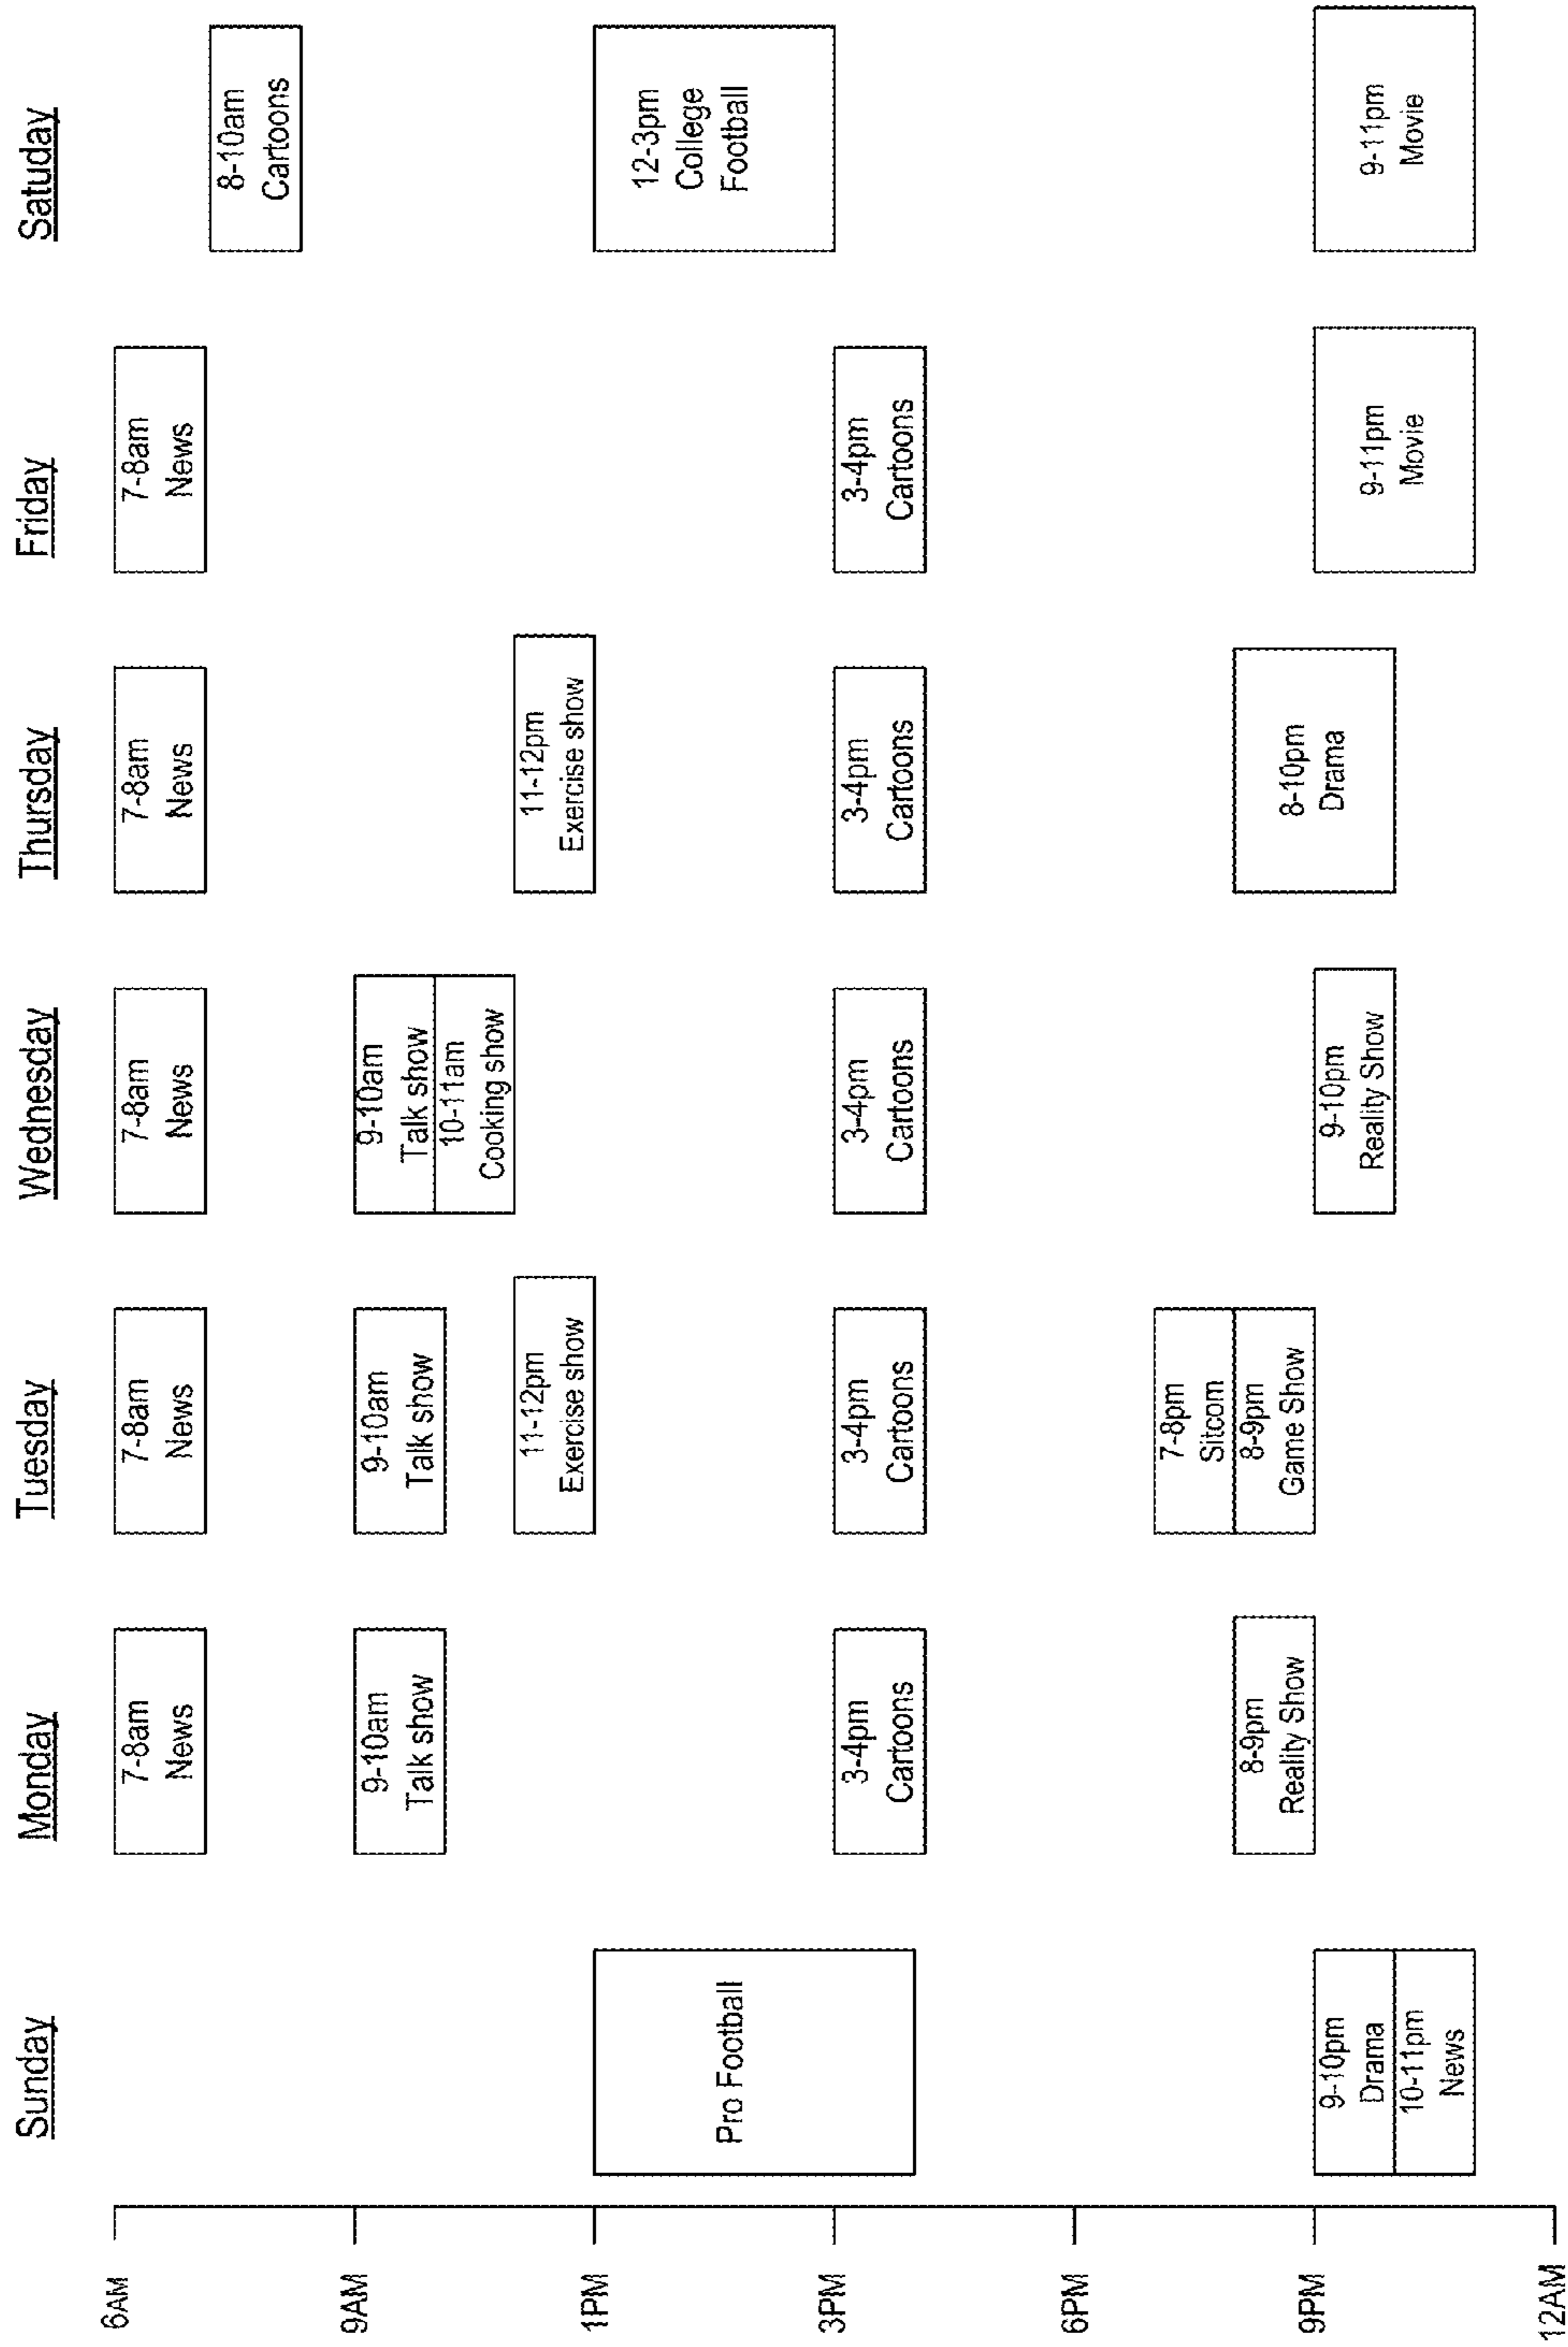 Sunday
Monday
Tuesday
Wednesday
Thursday
Friday
Satuday
6AM
9AM
1PM
3PM
6PM
9PM
12AM
Pro Football
9-10pm
Drama
10-11pm
News
7-8am
News
9-10am
Talk show
3-4pm
Cartoons
8-9pm
Reality Show
7-8am
News
9-10am
Talk show
11-12pm
Exercise show
3-4pm
Cartoons
7-8pm
Sitcom
8-9pm
Game Show
7-8am
News
9-10am
Talk show
10-11am
Cooking show
3-4pm
Cartoons
9-10pm
Reality Show
7-8am
News
11-12pm
Exercise show
3-4pm
Cartoons
8-10pm
Drama
7-8am
News
3-4pm
Cartoons
9-11pm
Movie
8-10am
Cartoons
12-3pm
College
Football
9-11pm
Movie